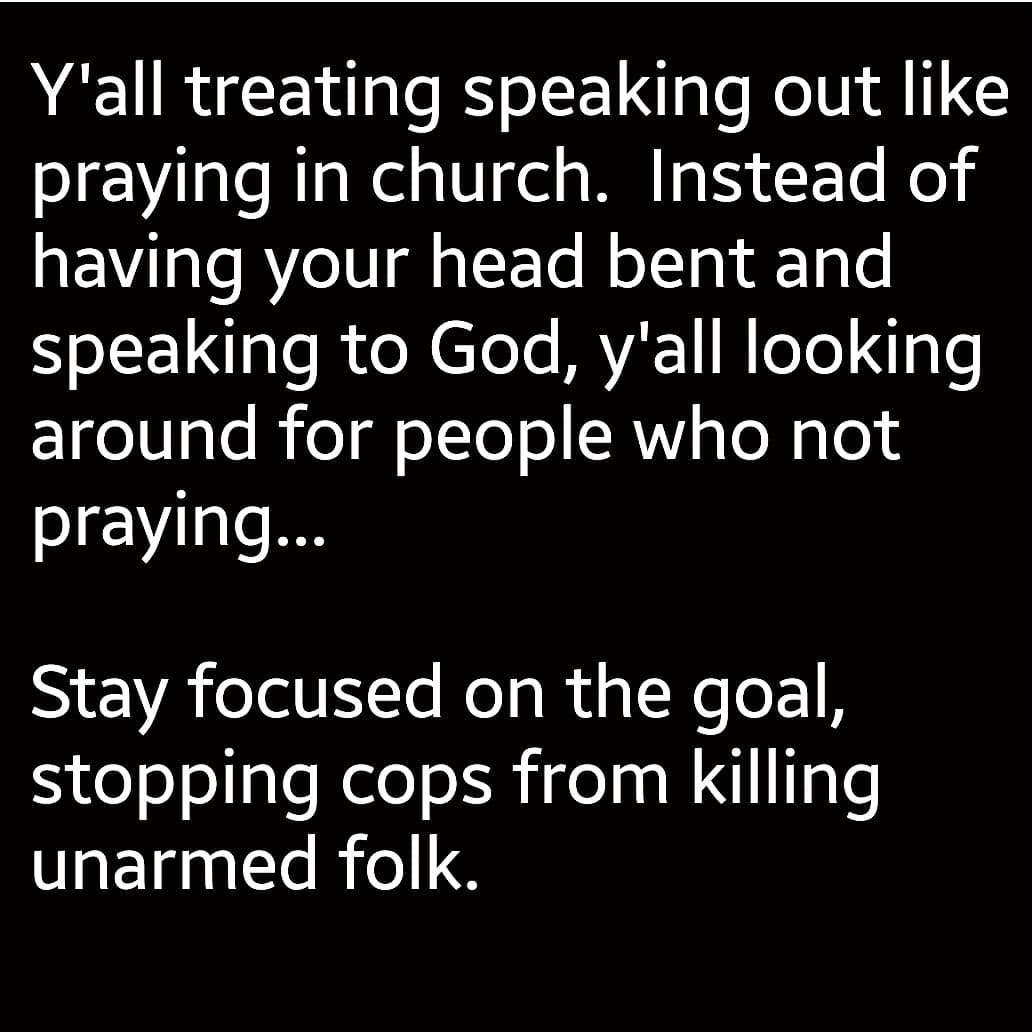 Y'all treating speaking out like
praying in church.  Instead of
having your head bent and
speaking to God, y'all looking
around for people who not
praying...
Stay focused on the goal,
stopping cops from killing
unarmed folk.